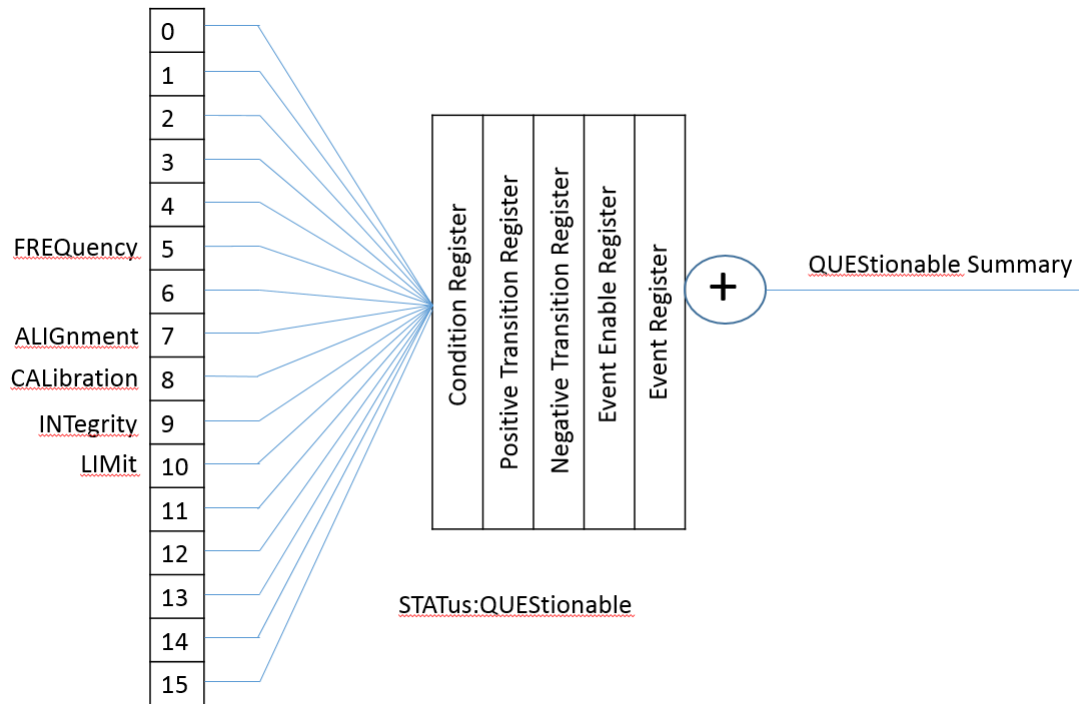 0
1
2
3
4
FREQuency 5
6
ALIGnment 7
CALibration 8
INTegrity 9
LIMit 10
11
12
13
14
15
Condition Register
Positive Transition Register
Negative Transition Register
Event Enable Register
Event Register
+
QUEStionable Summary
STATus:QUEStionable